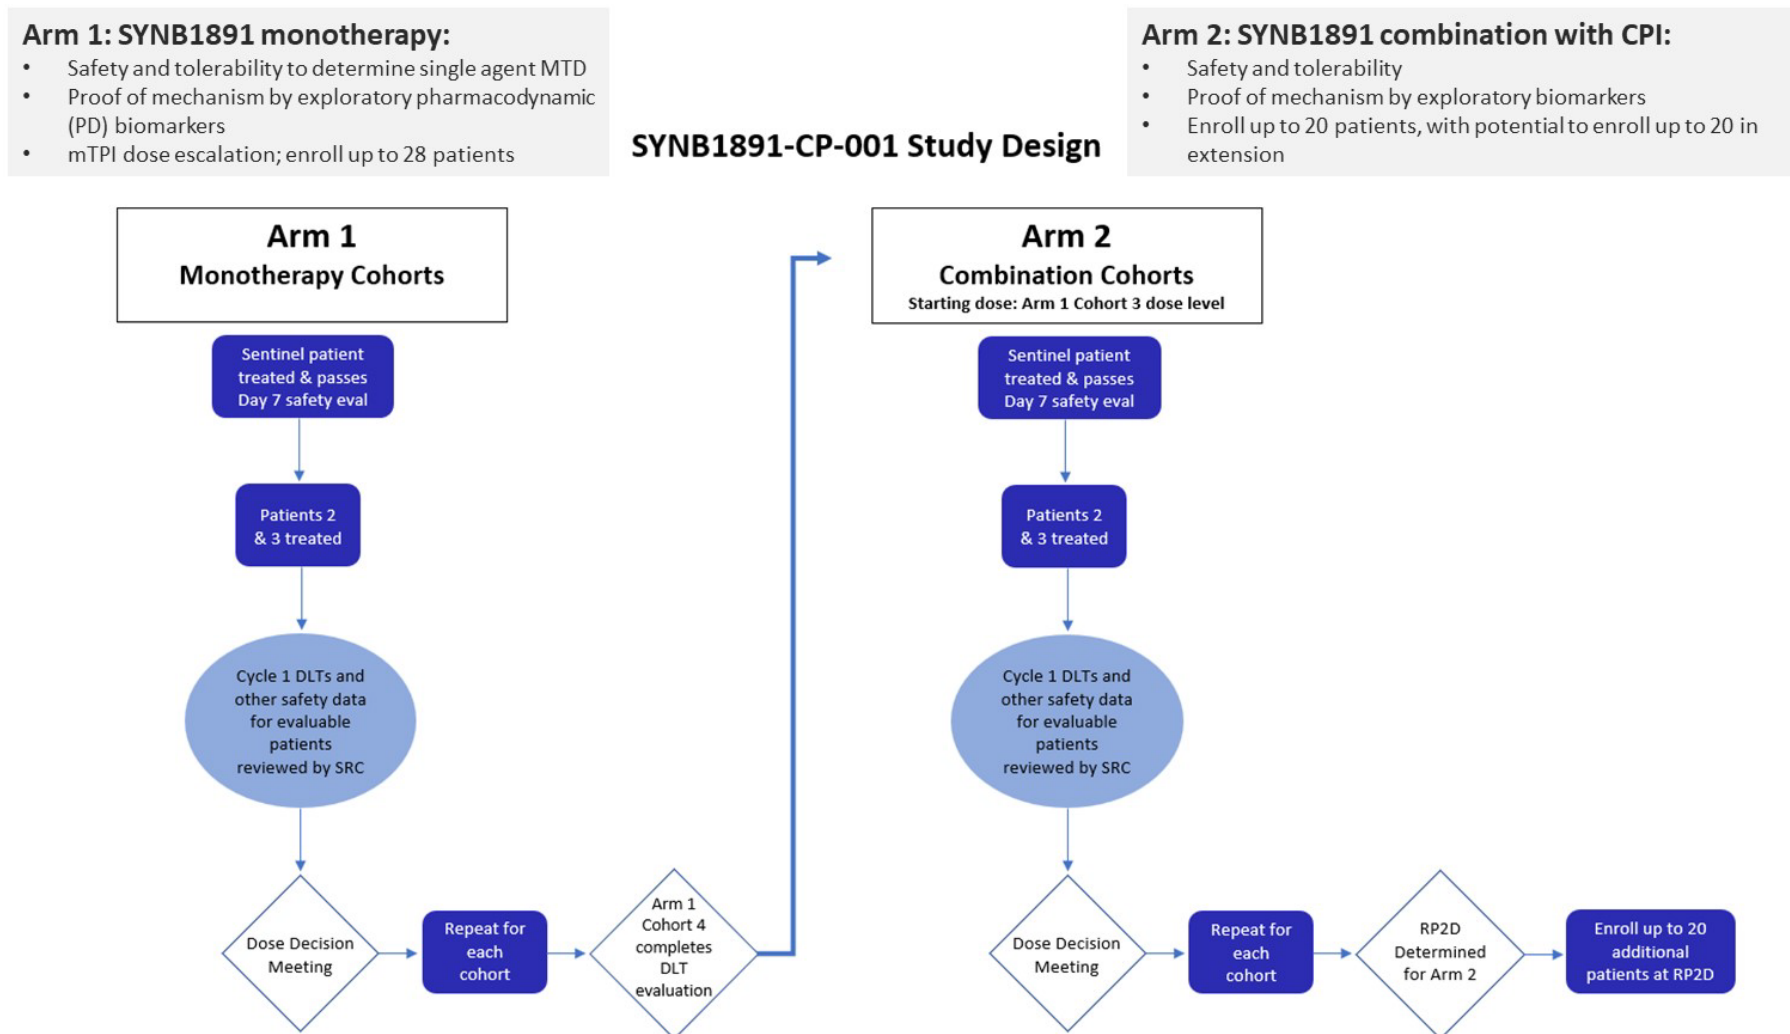 Arm 1: SYNB1891 monotherapy:
• Safety and tolerability to determine single agent MTD
• Proof of mechanism by exploratory pharmacodynamic
(PD) biomarkers
• mTPI dose escalation; enroll up to 28 patients
SYNB1891-CP-001 Study Design
Arm 2: SYNB1891 combination with CPI:
• Safety and tolerability
• Proof of mechanism by exploratory biomarkers
• Enroll up to 20 patients, with potential to enroll up to 20 in
extension
Arm 1
Monotherapy Cohorts
Sentinel patient
treated & passes
Day 7 safety eval
Patients 2
& 3 treated
Cycle 1 DLTs and
other safety data
for evaluable
patients
reviewed by SRC
Dose Decision
Meeting
Repeat for
each
cohort
Arm 1
Cohort 4
completes
DLT
evaluation
Arm 2
Combination Cohorts
Starting dose: Arm 1 Cohort 3 dose level
Sentinel patient
treated & passes
Day 7 safety eval
Patients 2
& 3 treated
Cycle 1 DLTs and
other safety data
for evaluable
patients
reviewed by SRC
Dose Decision
Meeting
Repeat for
each
cohort
RP2D
Determined
for Arm 2
Enroll up to 20
additional
patients at RP2D